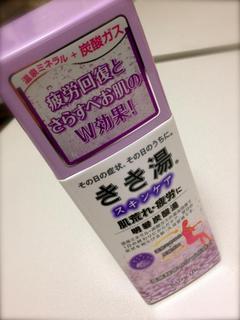 温泉ミネラル+炭酸ガス
疲労回復と
さらすべお肌の
W効果!
その日の症状、その日のうちに。
きき湯
スキンケア
肌荒れ・疲労に
明礬炭酸湯